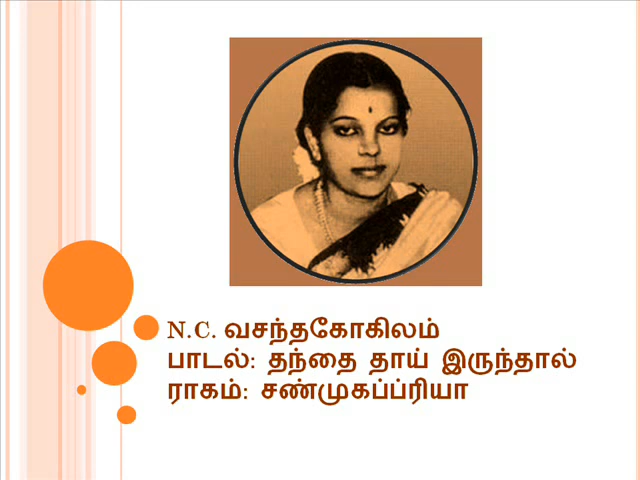 N.C. வசந்தகோகிலம்
பாடல்: தந்தை தாய் இருந்தால்
ராகம்: சண்முகப்ப்ரியா